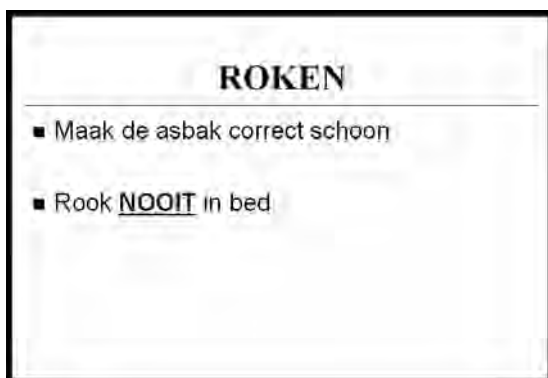 ROKEN
■ Maak de asbak correct schoon
■ Rook NOOIT in bed